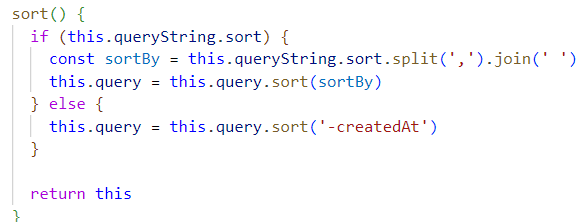 sort() {
  if (this.queryString.sort) {
    const sortBy = this.queryString.sort.split(',').join(' ')
    this.query = this.query.sort(sortBy)
  } else {
    this.query = this.query.sort('-createdAt')
  }

  return this
}